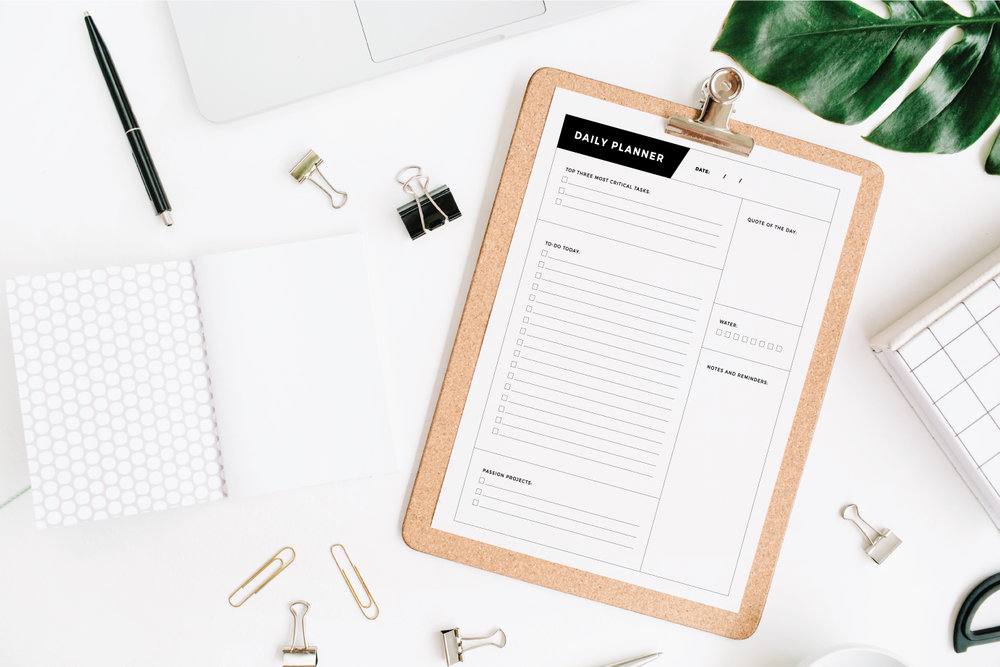 DAILY PLANNER
DATE: / /
TOP THREE MOST CRITICAL TASKS:
QUOTE OF THE DAY:
TO-DO TODAY:
WATER:
NOTES AND REMINDERS:
PASSION PROJECTS: